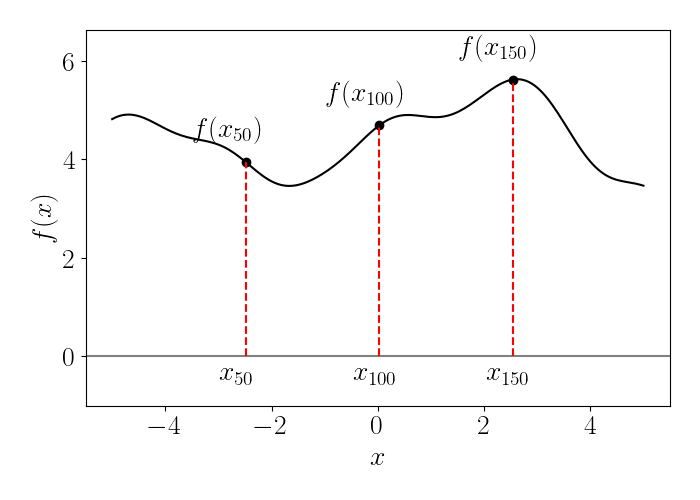 f(x₁₅₀)
6
f(x₁₀₀)
f(x₅₀)
4
f(x)
2
0
x₅₀ x₁₀₀ x₁₅₀
−4 −2 0 2 4
x